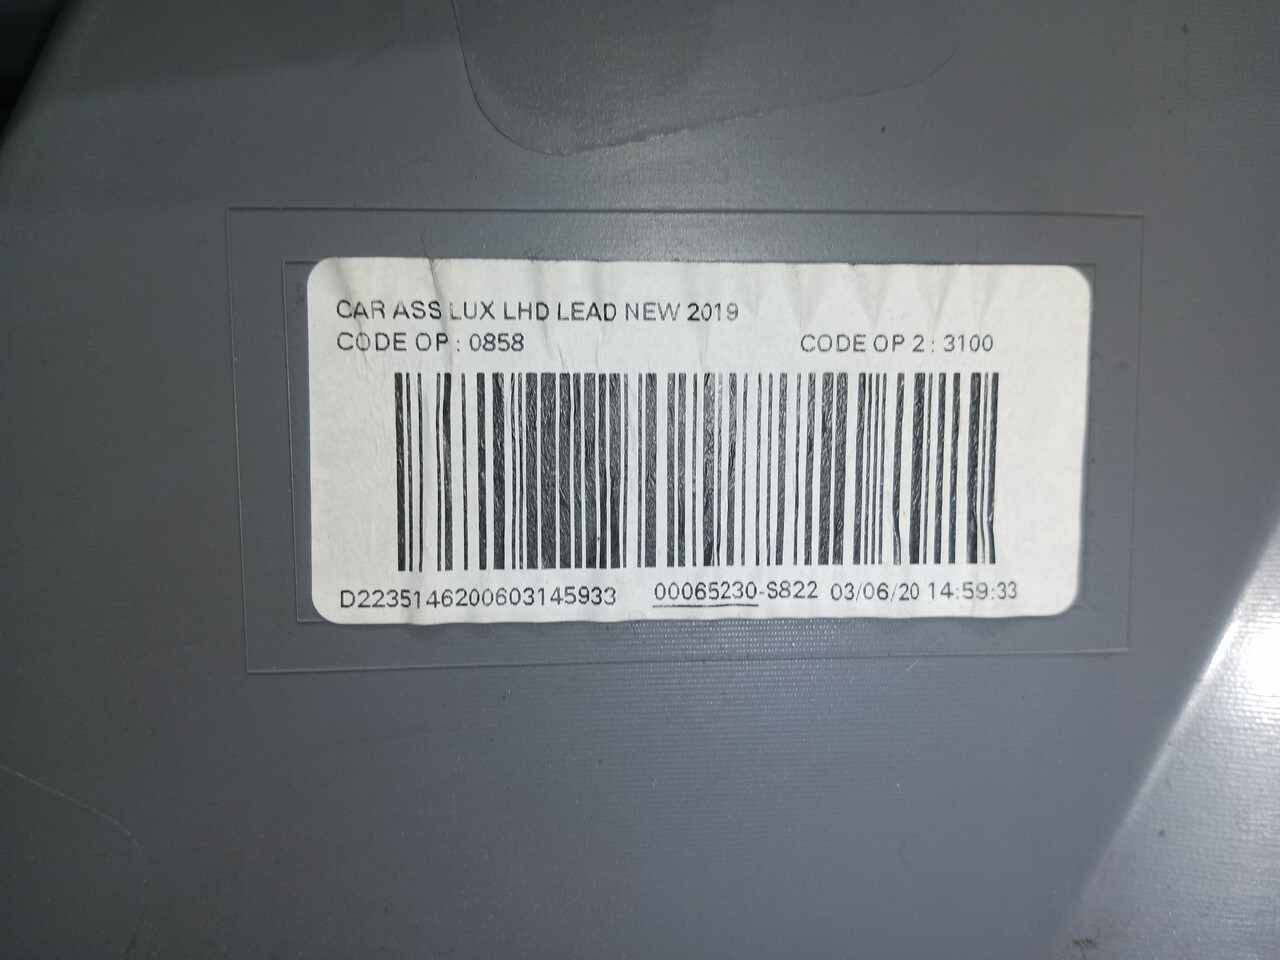 CAR ASS LUX LHD LEAD NEW 2019
CODE OP : 0858 CODE OP 2 : 3100
D2235146200603145933 00065230-S822 03/06/20 14:59:33